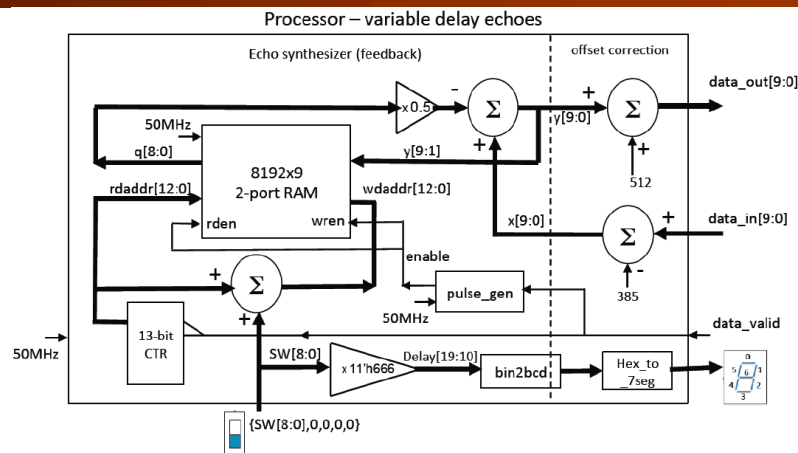 Processor – variable delay echoes
Echo synthesizer (feedback)
offset correction
x 0.5
-
Σ
+
y[9:0]
+
Σ
data_out[9:0]
+
512
50MHz
q[8:0]
8192x9
2-port RAM
y[9:1]
rdaddr[12:0]
wdaddr[12:0]
rden
wren
x[9:0]
Σ
+
data_in[9:0]
-
385
enable
+
Σ
+
pulse_gen
50MHz
data_valid
50MHz
13-bit
CTR
SW[8:0]
x 11'h666
Delay[19:10]
bin2bcd
Hex_to
_7seg
0
5 6 1
4 2
3
{SW[8:0],0,0,0,0}